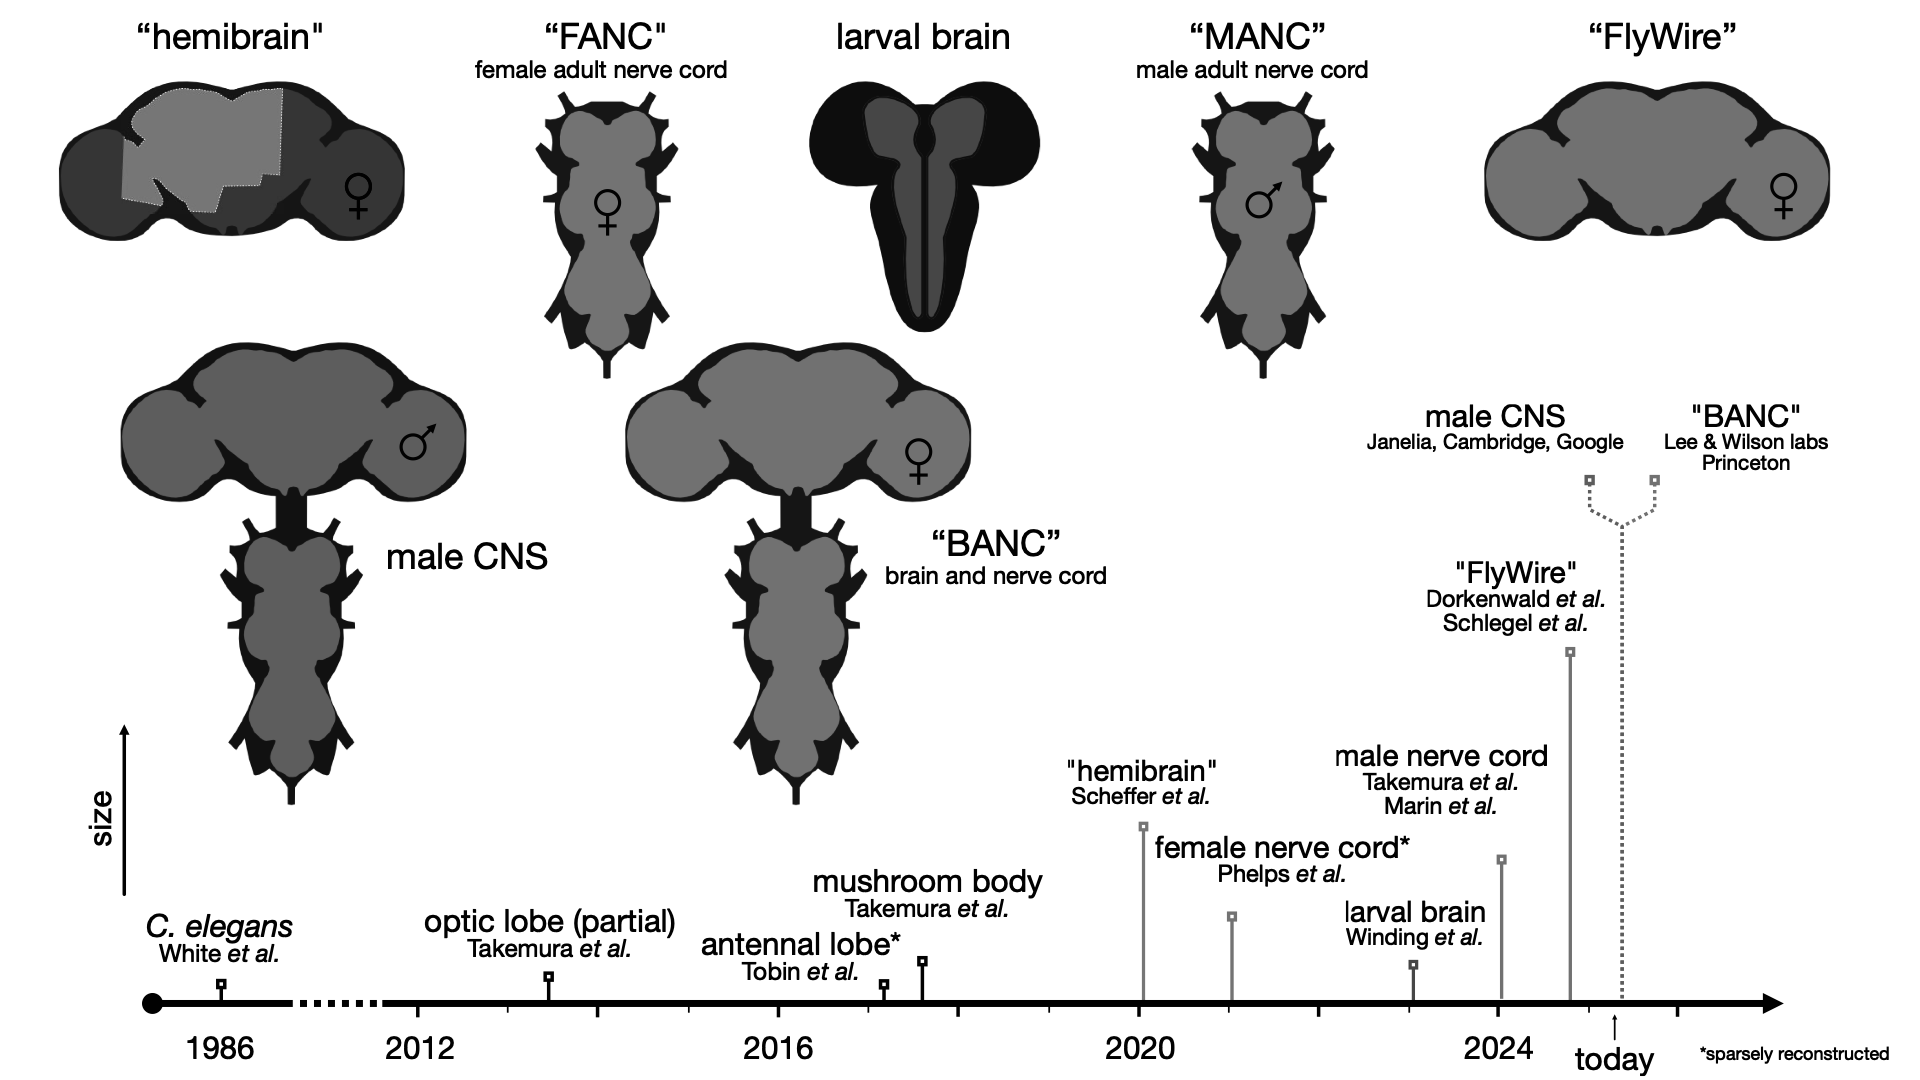 “hemibrain"
“FANC"
female adult nerve cord
larval brain
“MANC”
male adult nerve cord
“FlyWire”
♀
♀
♂
♀
♂
male CNS
♀
“BANC”
brain and nerve cord
male CNS
Janelia, Cambridge, Google
"BANC"
Lee & Wilson labs
Princeton
"FlyWire"
Dorkenwald et al.
Schlegel et al.
male nerve cord
Takemura et al.
Marin et al.
"hemibrain"
Scheffer et al.
female nerve cord*
Phelps et al.
larval brain
Winding et al.
mushroom body
Takemura et al.
antennal lobe*
Tobin et al.
optic lobe (partial)
Takemura et al.
C. elegans
White et al.
size
1986
2012
2016
2020
2024
today
*sparsely reconstructed